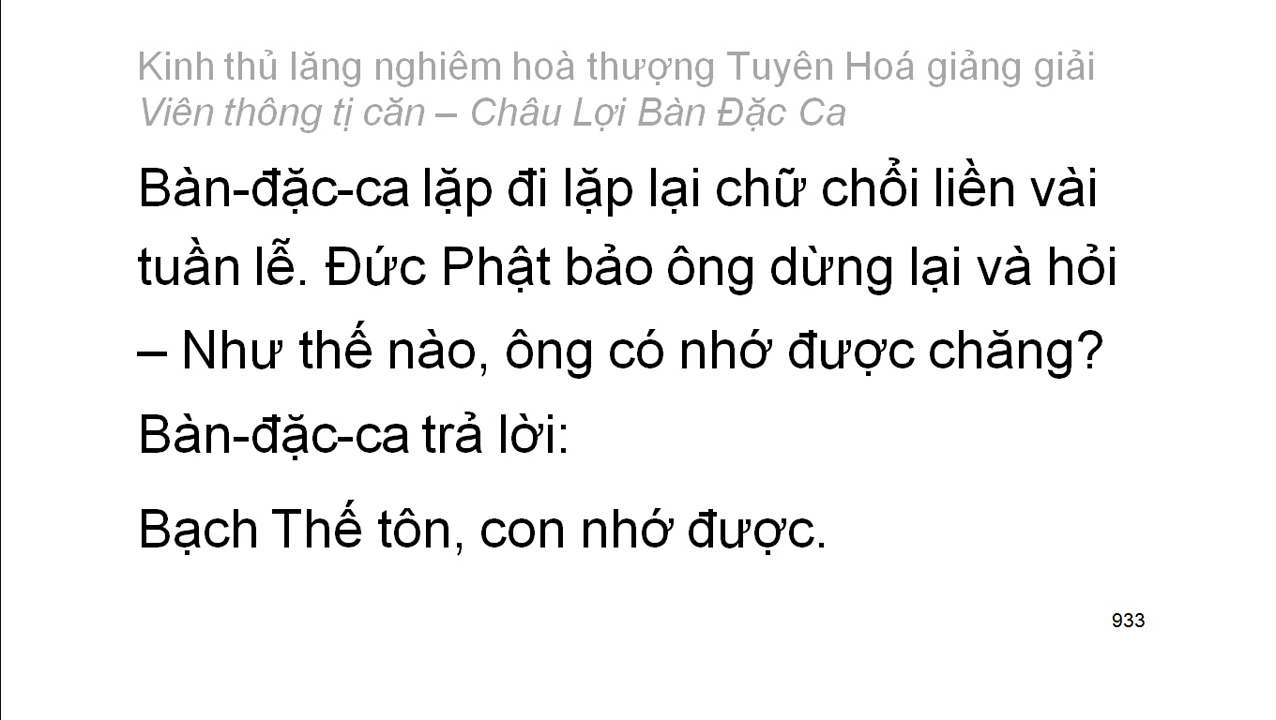 Kinh thủ lăng nghiêm hoà thượng Tuyên Hoá giảng giải
Viên thông tị căn – Châu Lợi Bàn Đặc Ca
Bàn-đặc-ca lặp đi lặp lại chữ chổi liền vài
tuần lễ. Đức Phật bảo ông dừng lại và hỏi
– Như thế nào, ông có nhớ được chăng?
Bàn-đặc-ca trả lời:
Bạch Thế tôn, con nhớ được.
933